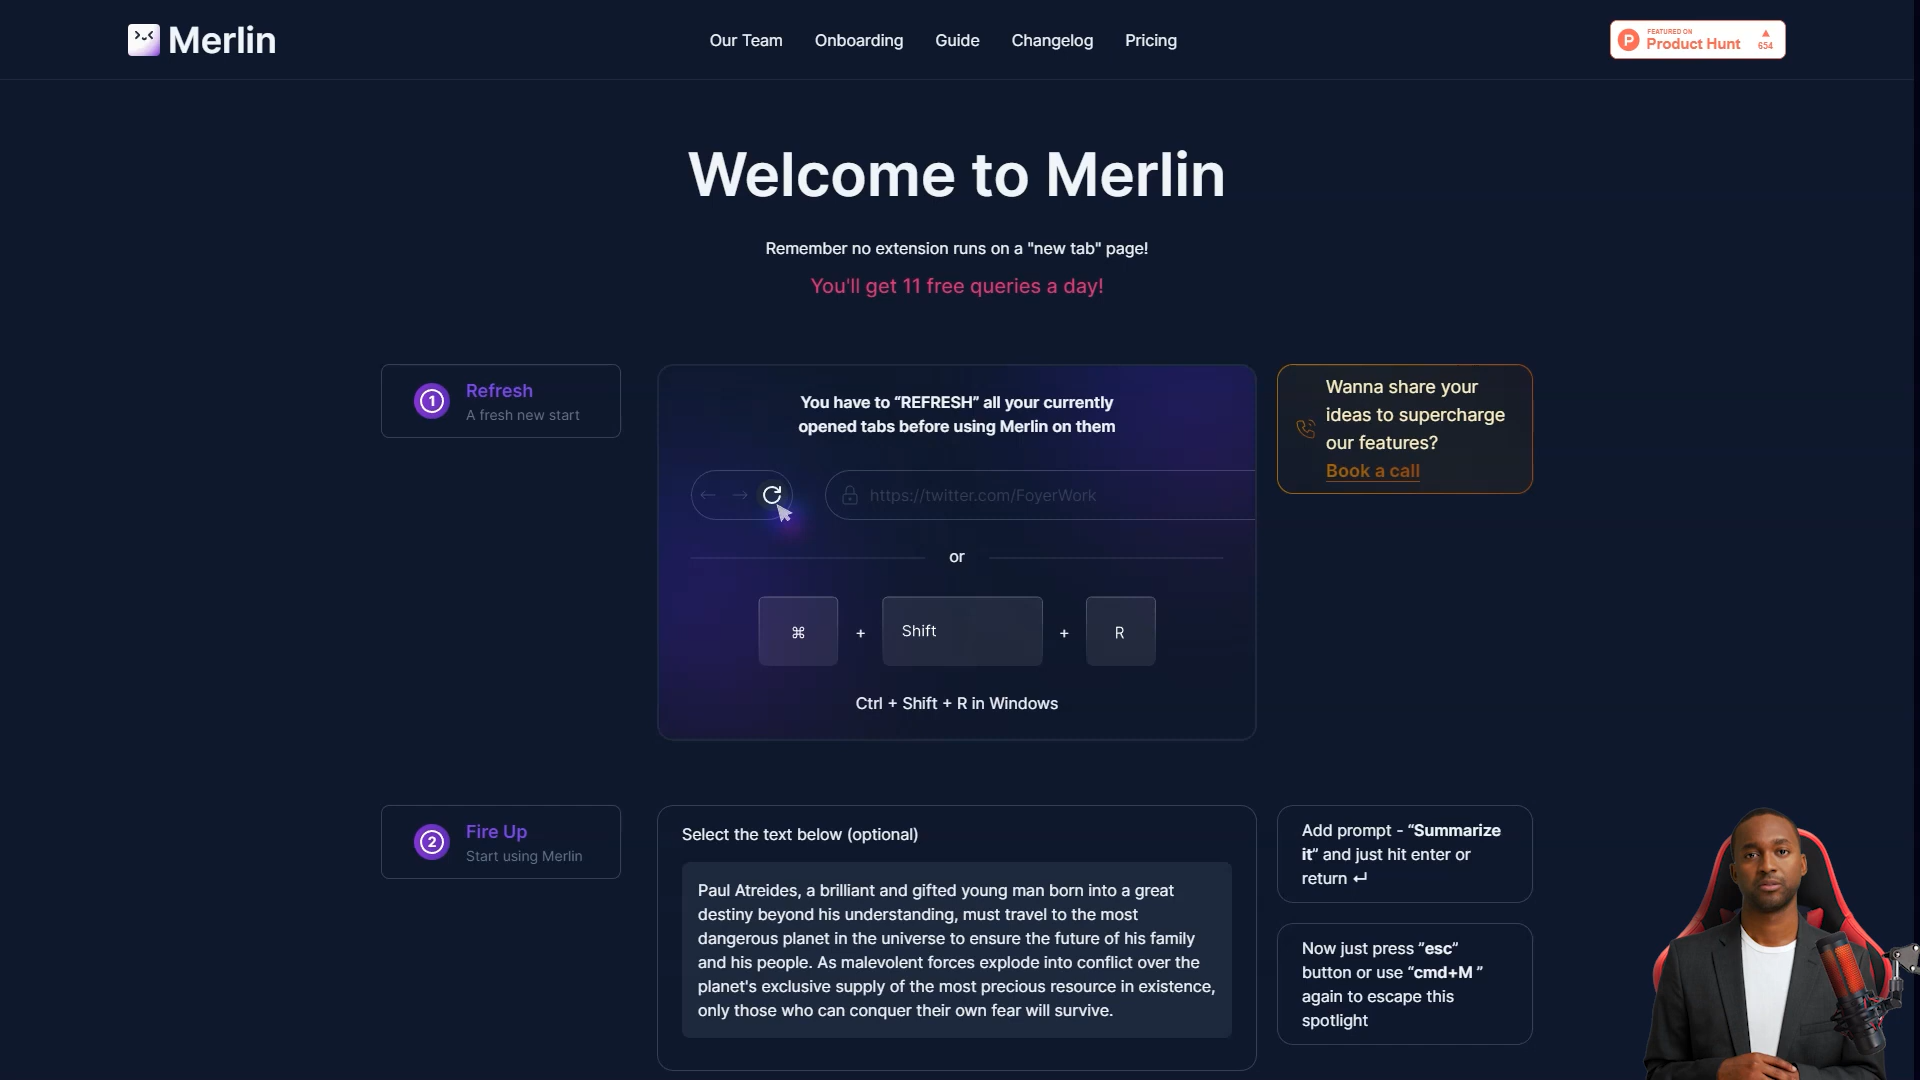 Merlin
Our Team
Onboarding
Guide
Changelog
Pricing
P
FEATURED ON
Product Hunt
654
Welcome to Merlin
Remember no extension runs on a "new tab" page!
You'll get 11 free queries a day!
1
Refresh
A fresh new start
You have to “REFRESH” all your currently
opened tabs before using Merlin on them
https://twitter.com/FoyerWork
or
⌘
+
Shift
+
R
Ctrl + Shift + R in Windows
Wanna share your
ideas to supercharge
our features?
Book a call
2
Fire Up
Start using Merlin
Select the text below (optional)
Paul Atreides, a brilliant and gifted young man born into a great
destiny beyond his understanding, must travel to the most
dangerous planet in the universe to ensure the future of his family
and his people. As malevolent forces explode into conflict over the
planet's exclusive supply of the most precious resource in existence,
only those who can conquer their own fear will survive.
Add prompt - “Summarize
it” and just hit enter or
return ↵
Now just press ”esc”
button or use “cmd+M ”
again to escape this
spotlight